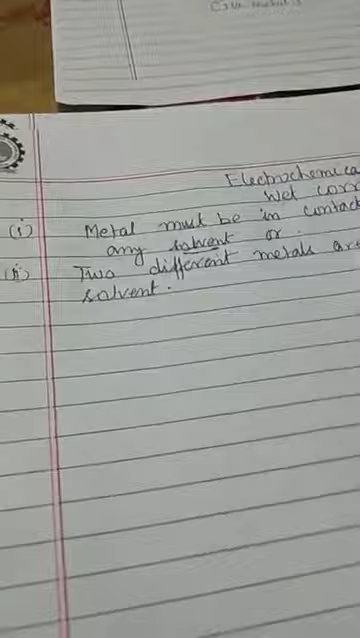 Electrochemica
Wet corr
(i) Metal must be in contact
any solvent or
(ii) Two different metals are
solvent.